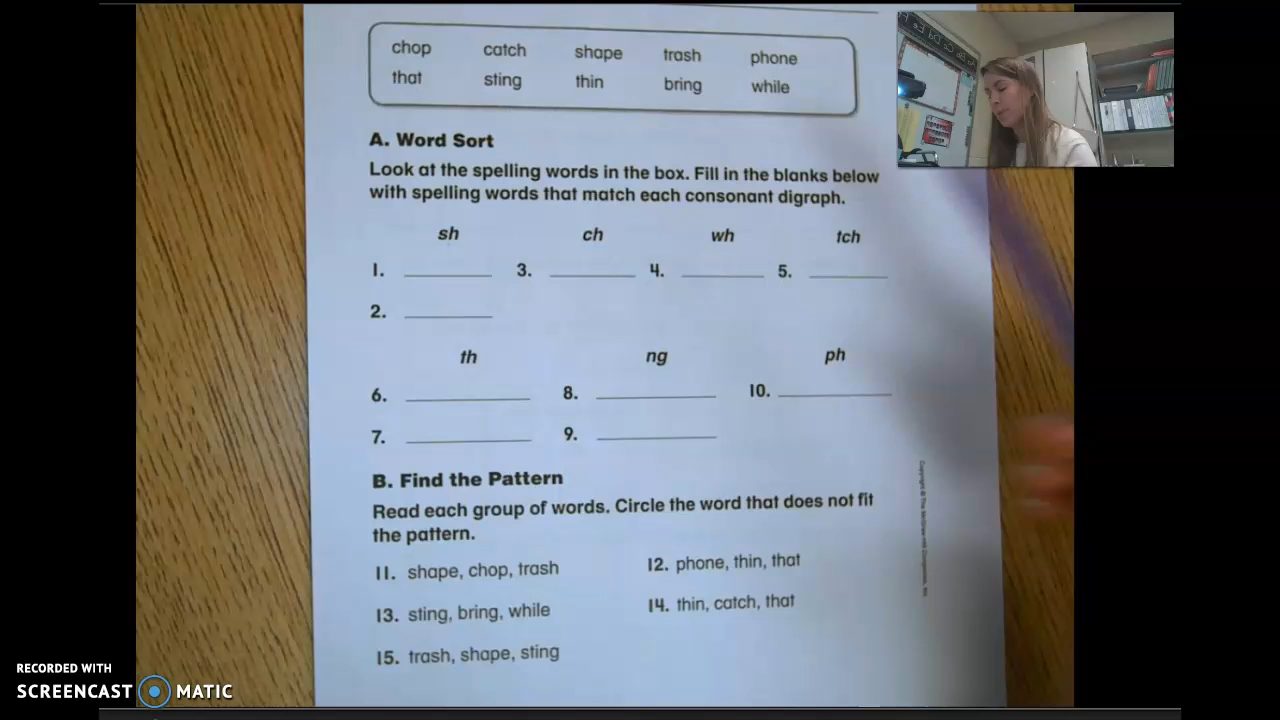 chop catch shape trash phone
that sting thin bring while
A. Word Sort
Look at the spelling words in the box. Fill in the blanks below
with spelling words that match each consonant digraph.
sh ch wh tch
1. 3. 4. 5.
2.
th ng ph
6. 8. 10.
7. 9.
B. Find the Pattern
Read each group of words. Circle the word that does not fit
the pattern.
11. shape, chop, trash 12. phone, thin, that
13. sting, bring, while 14. thin, catch, that
15. trash, shape, sting
RECORDED WITH
SCREENCAST MATIC